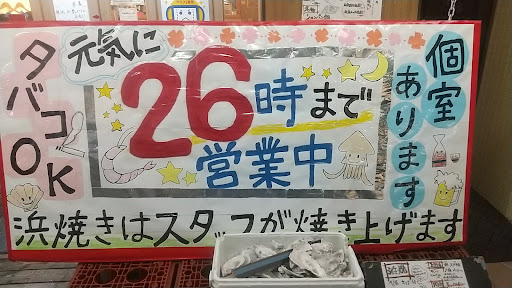 タバコOK
元気に
26時まで
営業中
個室
あります
浜焼きはスタッフが焼き上げます